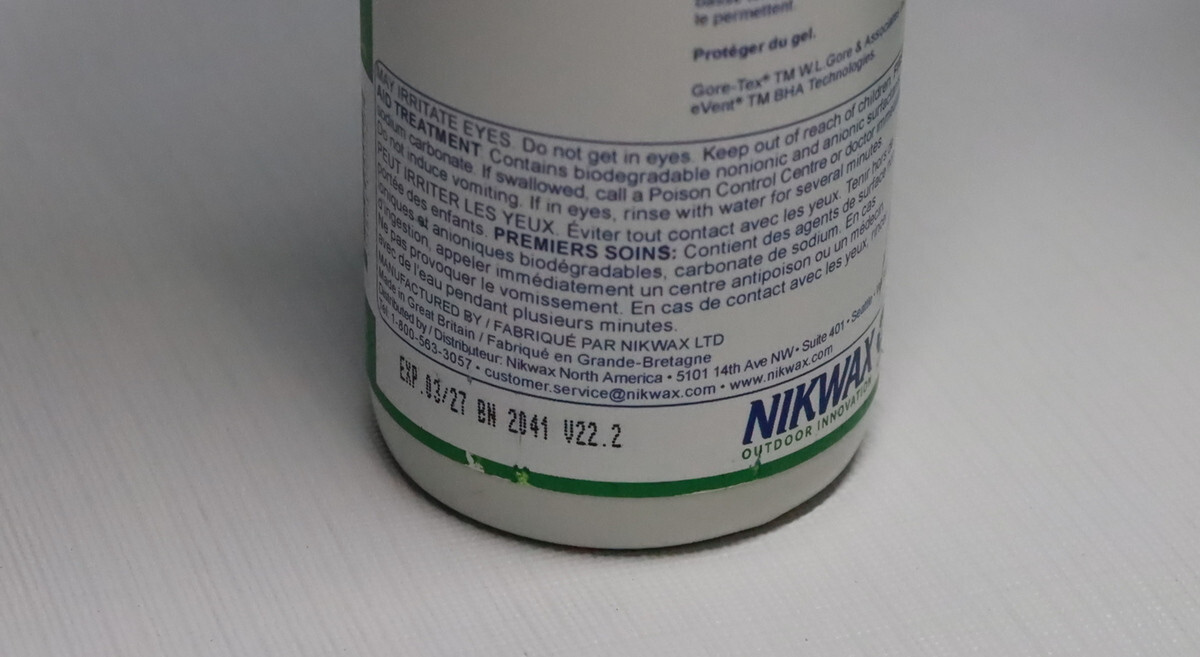 le permettent.
Protéger du gel.
Gore-Tex® TM W.L.Gore &
eVent® TM BHA Technologies.
MAY IRRITATE EYES. Do not get in eyes. Keep out of reach of children.
AID TREATMENT: Contains biodegradable nonionic and anionic
sodium carbonate. If swallowed, call a Poison Control Centre or doctor
Do not induce vomiting. If in eyes, rinse with water for several minutes
PEUT IRRITER LES YEUX. Éviter tout contact avec les yeux. Tenir hors
portée des enfants. PREMIERS SOINS: Contient des agents de surface
et anioniques biodégradables, carbonate de sodium. En cas
d'ingestion, appeler immédiatement un centre antipoison ou un médecin
Ne pas provoquer le vomissement. En cas de contact avec les yeux,
avec de l'eau pendant plusieurs minutes.
MANUFACTURED BY / FABRIQUÉ PAR NIKWAX LTD
Made in Great Britain / Fabriqué en Grande-Bretagne
Distributed by / Distributeur: Nikwax North America • 5101 14th Ave NW • Suite 401 • Seattle •
Tel. 1-800-563-3057 • customer.service@nikwax.com • www.nikwax.com
EXP.03/27 BN 2041 V22.2
NIKWAX
OUTDOOR INNOVATION